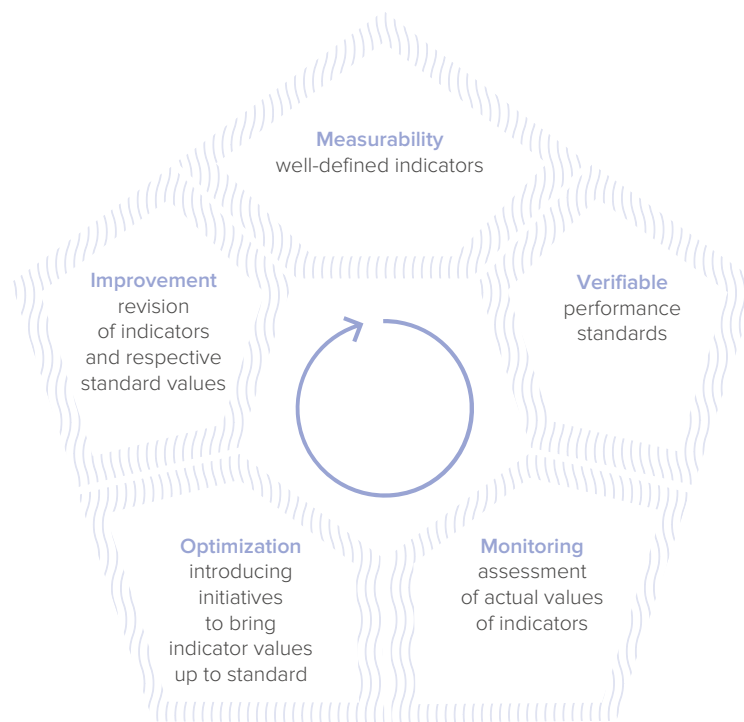 Measurability
well-defined indicators
Verifiable
performance
standards
Monitoring
assessment
of actual values
of indicators
Optimization
introducing
initiatives
to bring
indicator values
up to standard
Improvement
revision
of indicators
and respective
standard values